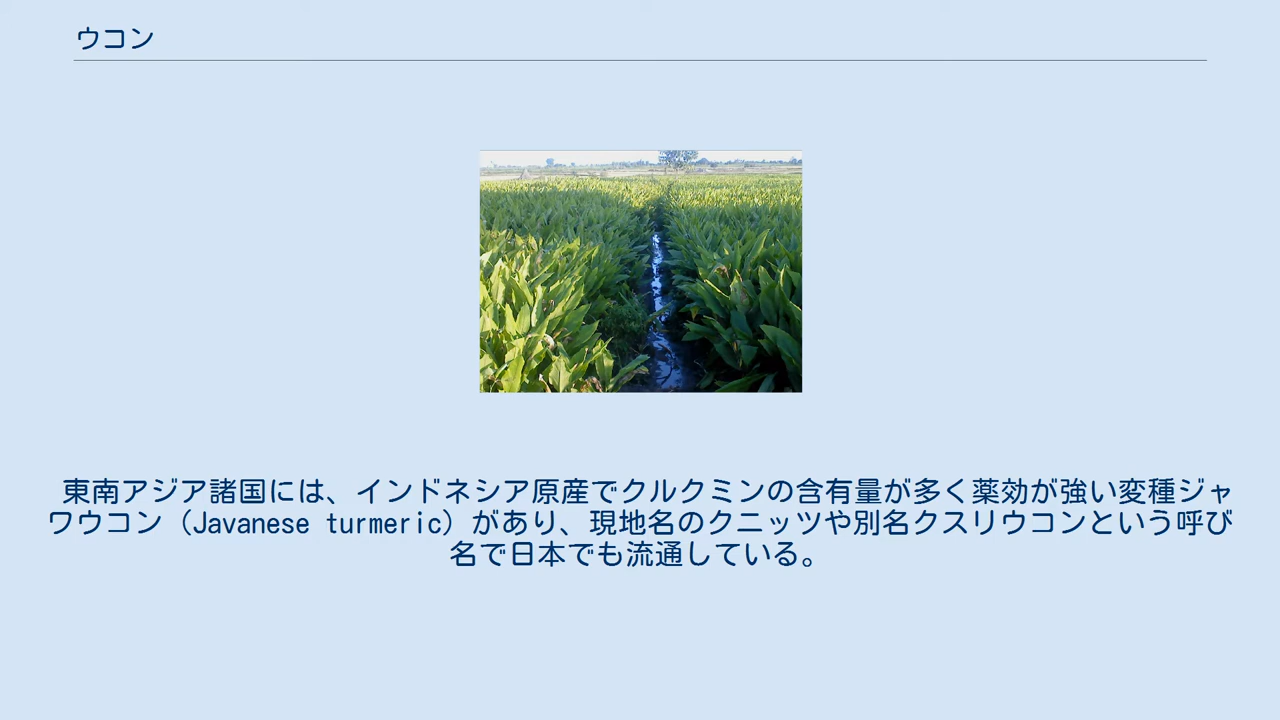 ウコン
東南アジア諸国には、インドネシア原産でクルクミンの含有量が多く薬効が強い変種ジャ
ワウコン（Javanese turmeric）があり、現地名のクニッツや別名クスリウコンという呼び
名で日本でも流通している。